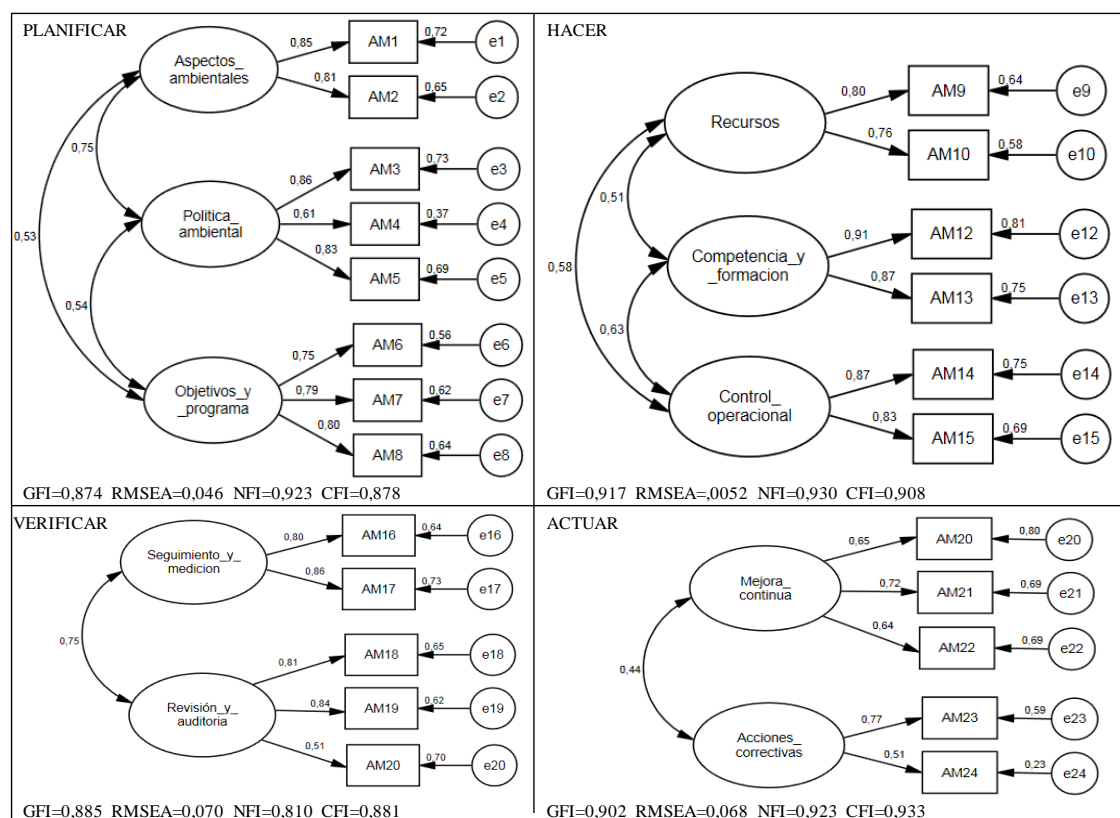 PLANIFICAR
Aspectos_
ambientales
0,85
AM1
0,72
e1
0,81
AM2
0,65
e2
0,75
0,53
Politica_
ambiental
0,86
AM3
0,73
e3
0,61
AM4
0,37
e4
0,83
AM5
0,69
e5
0,54
Objetivos_y
_programa
0,75
AM6
0,56
e6
0,79
AM7
0,62
e7
0,80
AM8
0,64
e8
GFI=0,874 RMSEA=0,046 NFI=0,923 CFI=0,878
HACER
Recursos
0,80
AM9
0,64
e9
0,76
AM10
0,58
e10
0,51
0,58
Competencia_y
_formacion
0,91
AM12
0,81
e12
0,87
AM13
0,75
e13
0,63
Control_
operacional
0,87
AM14
0,75
e14
0,83
AM15
0,69
e15
GFI=0,917 RMSEA=,0052 NFI=0,930 CFI=0,908
VERIFICAR
Seguimiento_y_
medicion
0,80
AM16
0,64
e16
0,86
AM17
0,73
e17
0,75
Revisión_y_
auditoria
0,81
AM18
0,65
e18
0,84
AM19
0,62
e19
0,51
AM20
0,70
e20
GFI=0,885 RMSEA=0,070 NFI=0,810 CFI=0,881
ACTUAR
Mejora_
continua
0,65
AM20
0,80
e20
0,72
AM21
0,69
e21
0,64
AM22
0,69
e22
0,44
Acciones_
correctivas
0,77
AM23
0,59
e23
0,51
AM24
0,23
e24
GFI=0,902 RMSEA=0,068 NFI=0,923 CFI=0,933